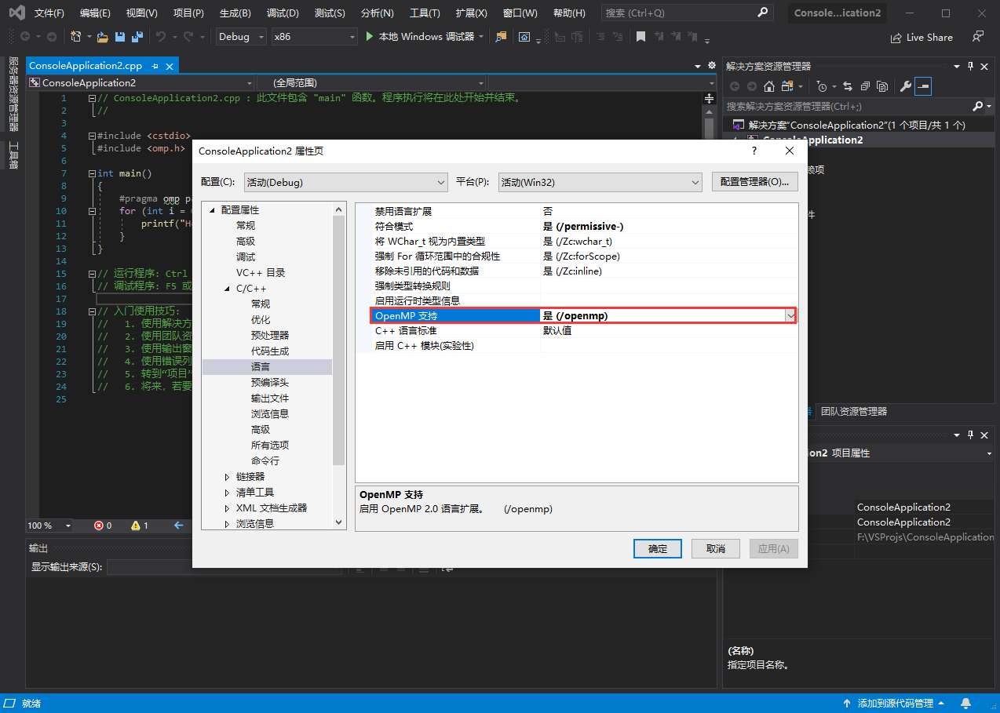 文件(F) 编辑(E) 视图(V) 项目(P) 生成(B) 调试(D) 测试(S) 分析(N) 工具(T) 扩展(X) 窗口(W) 帮助(H) 搜索 (Ctrl+Q) Console...ication2
Debug x86 本地 Windows 调试器 Live Share
服务器资源管理器
工具箱
ConsoleApplication2.cpp
ConsoleApplication2 (全局范围)
1 // ConsoleApplication2.cpp : 此文件包含 "main" 函数。程序执行将在此处开始并结束。
2 //
3
4 #include <cstdio>
5 #include <omp.h>
6
7 int main()
8 {
9 #pragma omp
10 for (int i =
11 printf("H
12 }
13 }
14
15 // 运行程序: Ctrl
16 // 调试程序: F5 或
17
18 // 入门使用技巧:
19 // 1. 使用解决方
20 // 2. 使用团队资
21 // 3. 使用输出窗
22 // 4. 使用错误列
23 // 5. 转到“项目”
24 // 6. 将来，若要
25
100 % 0 1
输出
显示输出来源(S):
ConsoleApplication2 属性页 ?
配置(C): 活动(Debug) 平台(P): 活动(Win32) 配置管理器(O)...
配置属性
常规
高级
调试
VC++ 目录
C/C++
常规
优化
预处理器
代码生成
语言
预编译头
输出文件
浏览信息
高级
所有选项
命令行
链接器
清单工具
XML 文档生成器
浏览信息
禁用语言扩展 否
符合模式 是 (/permissive-)
将 WChar_t 视为内置类型 是 (/Zc:wchar_t)
强制 For 循环范围中的合规性 是 (/Zc:forScope)
移除未引用的代码和数据 是 (/Zc:inline)
强制类型转换规则
启用运行时类型信息
OpenMP 支持 是 (/openmp)
C++ 语言标准 默认值
启用 C++ 模块(实验性)
OpenMP 支持
启用 OpenMP 2.0 语言扩展。 (/openmp)
确定 取消 应用(A)
解决方案资源管理器
搜索解决方案资源管理器(Ctrl+;)
解决方案“ConsoleApplication2”(1 个项目/共 1 个)
ConsoleApplication2
赖项
件
团队资源管理器
ion2 项目属性
ConsoleApplication2
ConsoleApplication2
F:\VSProjs\ConsoleApplication
(名称)
指定项目名称。
就绪 添加到源代码管理